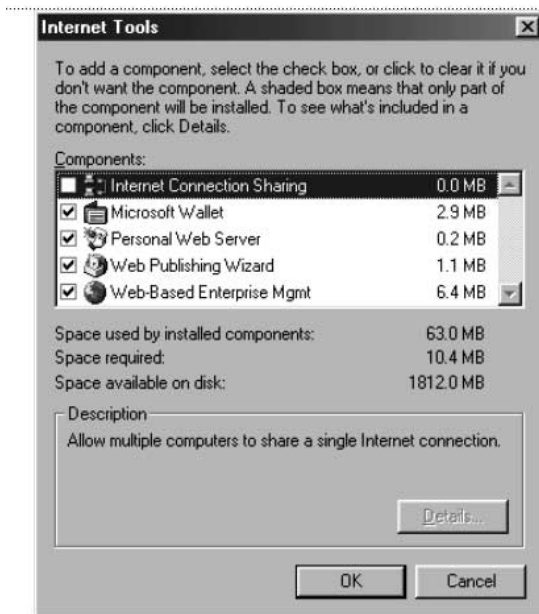 Internet Tools
To add a component, select the check box, or click to clear it if you
don't want the component. A shaded box means that only part of
the component will be installed. To see what's included in a
component, click Details.
Components:
Internet Connection Sharing 0.0 MB
Microsoft Wallet 2.9 MB
Personal Web Server 0.2 MB
Web Publishing Wizard 1.1 MB
Web-Based Enterprise Mgmt 6.4 MB
Space used by installed components: 63.0 MB
Space required: 10.4 MB
Space available on disk: 1812.0 MB
Description
Allow multiple computers to share a single Internet connection.
Details...
OK Cancel